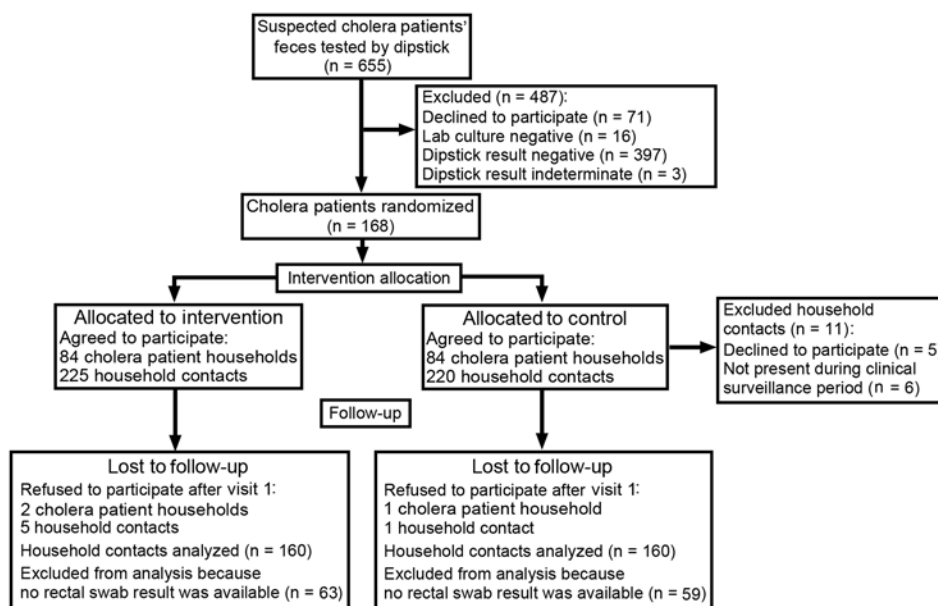 Suspected cholera patients'
feces tested by dipstick
(n = 655)
Excluded (n = 487):
Declined to participate (n = 71)
Lab culture negative (n = 16)
Dipstick result negative (n = 397)
Dipstick result indeterminate (n = 3)
Cholera patients randomized
(n = 168)
Intervention allocation
Allocated to intervention
Agreed to participate:
84 cholera patient households
225 household contacts
Allocated to control
Agreed to participate:
84 cholera patient households
220 household contacts
Excluded household
contacts (n = 11):
Declined to participate (n = 5
Not present during clinical
surveillance period (n = 6)
Follow-up
Lost to follow-up
Refused to participate after visit 1:
2 cholera patient households
5 household contacts
Household contacts analyzed (n = 160)
Excluded from analysis because
no rectal swab result was available (n = 63)
Lost to follow-up
Refused to participate after visit 1:
1 cholera patient household
1 household contact
Household contacts analyzed (n = 160)
Excluded from analysis because
no rectal swab result was available (n = 59)